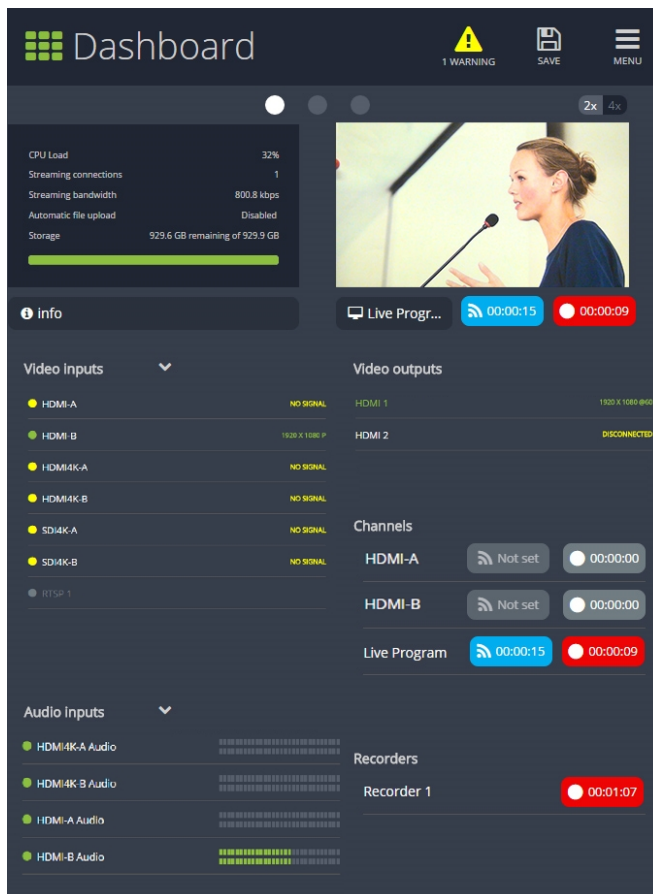 Dashboard
1 WARNING
SAVE
MENU
2x 4x
CPU Load 32%
Streaming connections 1
Streaming bandwidth 800.8 kbps
Automatic file upload Disabled
Storage 929.6 GB remaining of 929.9 GB
info
Live Progr... 00:00:15 00:00:09
Video inputs
HDMI-A NO SIGNAL
HDMI-B 1920 X 1080 P
HDMI4K-A NO SIGNAL
HDMI4K-B NO SIGNAL
SDI4K-A NO SIGNAL
SDI4K-B NO SIGNAL
RTSP 1
Audio inputs
HDMI4K-A Audio
HDMI4K-B Audio
HDMI-A Audio
HDMI-B Audio
Video outputs
HDMI 1 1920 X 1080 @60
HDMI 2 DISCONNECTED
Channels
HDMI-A Not set 00:00:00
HDMI-B Not set 00:00:00
Live Program 00:00:15 00:00:09
Recorders
Recorder 1 00:01:07